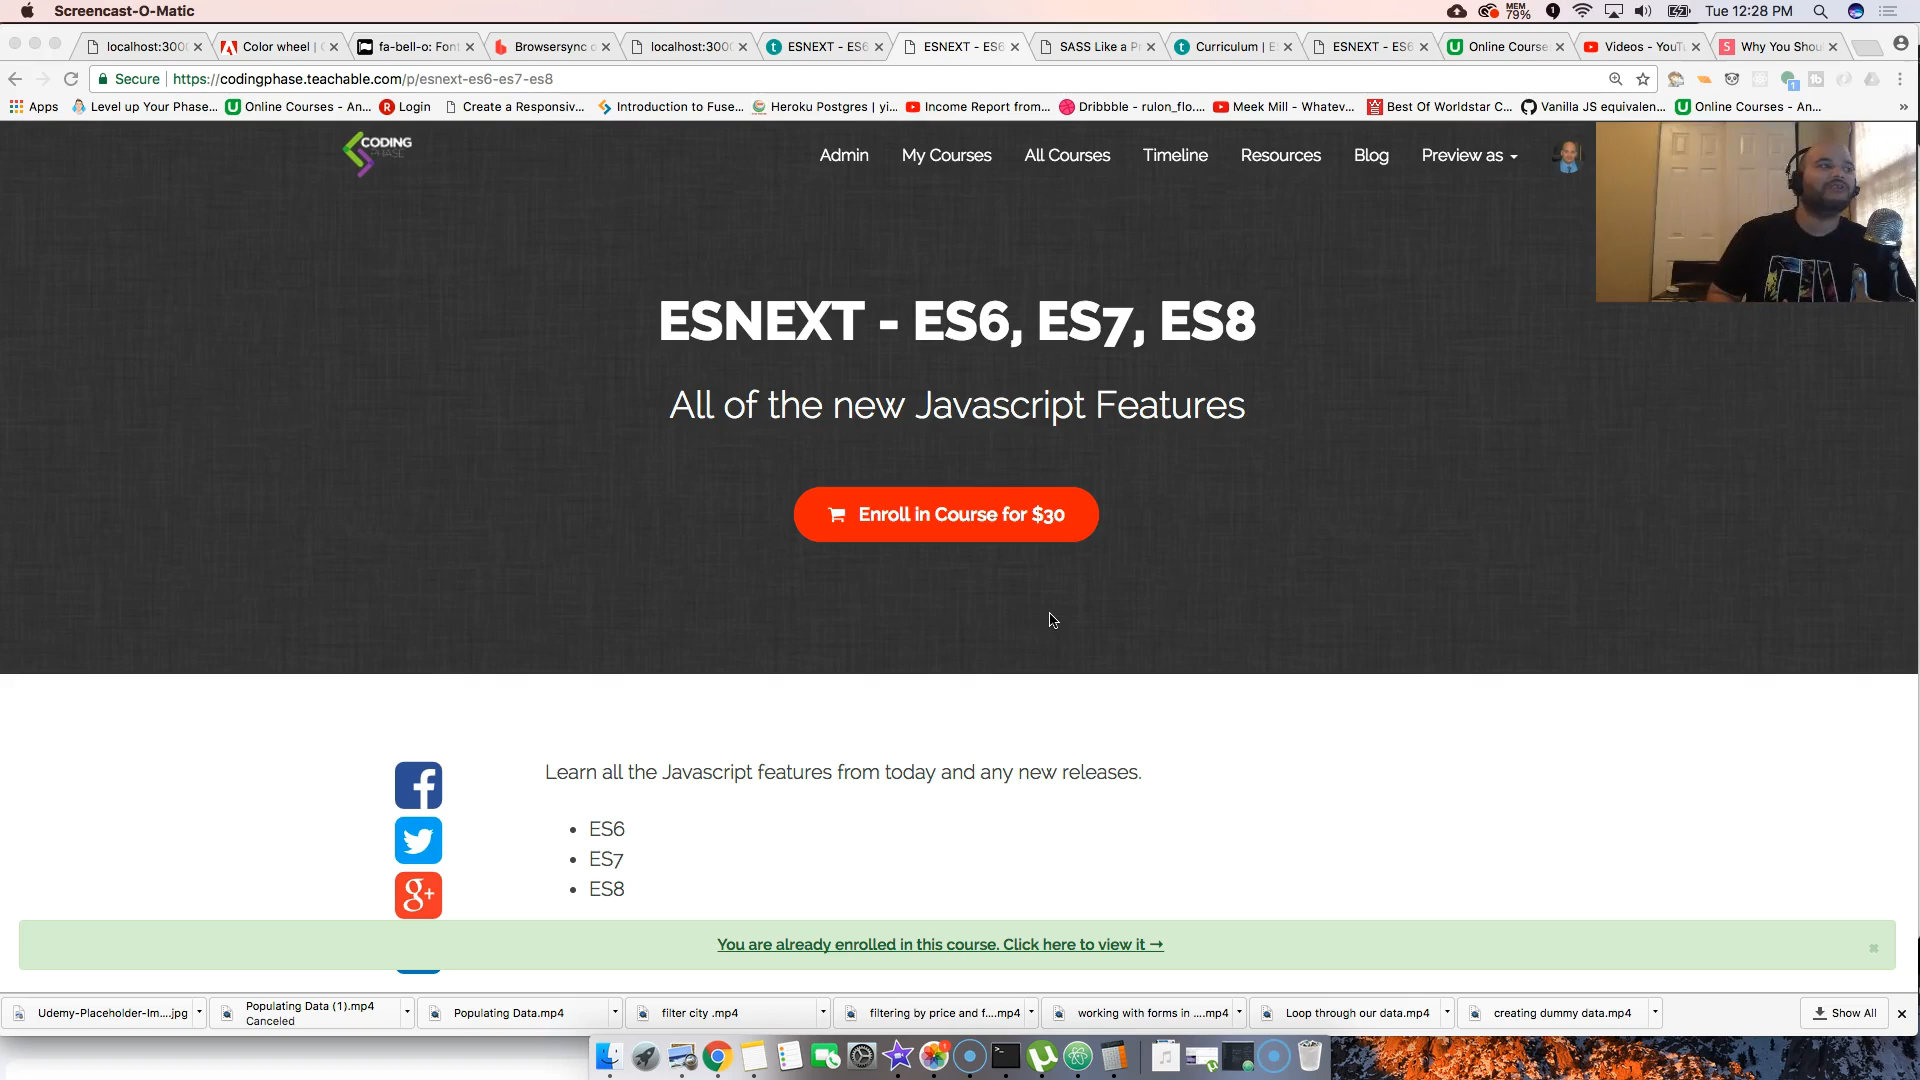 Screencast-O-Matic
MEM
79%
Tue 12:28 PM
localhost:300(
Color wheel | (
fa-bell-o: Font
Browsersync c
localhost:300(
ESNEXT - ES6
ESNEXT - ES6
SASS Like a P
Curriculum | E
ESNEXT - ES6
Online Course
Videos - YouT
Why You Shou
Secure
https://codingphase.teachable.com/p/esnext-es6-es7-es8
Apps
Level up Your Phase...
Online Courses - An...
Login
Create a Responsiv...
Introduction to Fuse...
Heroku Postgres | yi...
Income Report from...
Dribbble - rulon_flo....
Meek Mill - Whatev...
Best Of Worldstar C...
Vanilla JS equivalen...
Online Courses - An...
»
CODING
PHASE
Admin
My Courses
All Courses
Timeline
Resources
Blog
Preview as
ESNEXT - ES6, ES7, ES8
All of the new Javascript Features
Enroll in Course for $30
Learn all the Javascript features from today and any new releases.
• ES6
• ES7
• ES8
You are already enrolled in this course. Click here to view it →
Udemy-Placeholder-Im....jpg
Populating Data (1).mp4
Canceled
Populating Data.mp4
filter city .mp4
filtering by price and f....mp4
working with forms in ....mp4
Loop through our data.mp4
creating dummy data.mp4
Show All